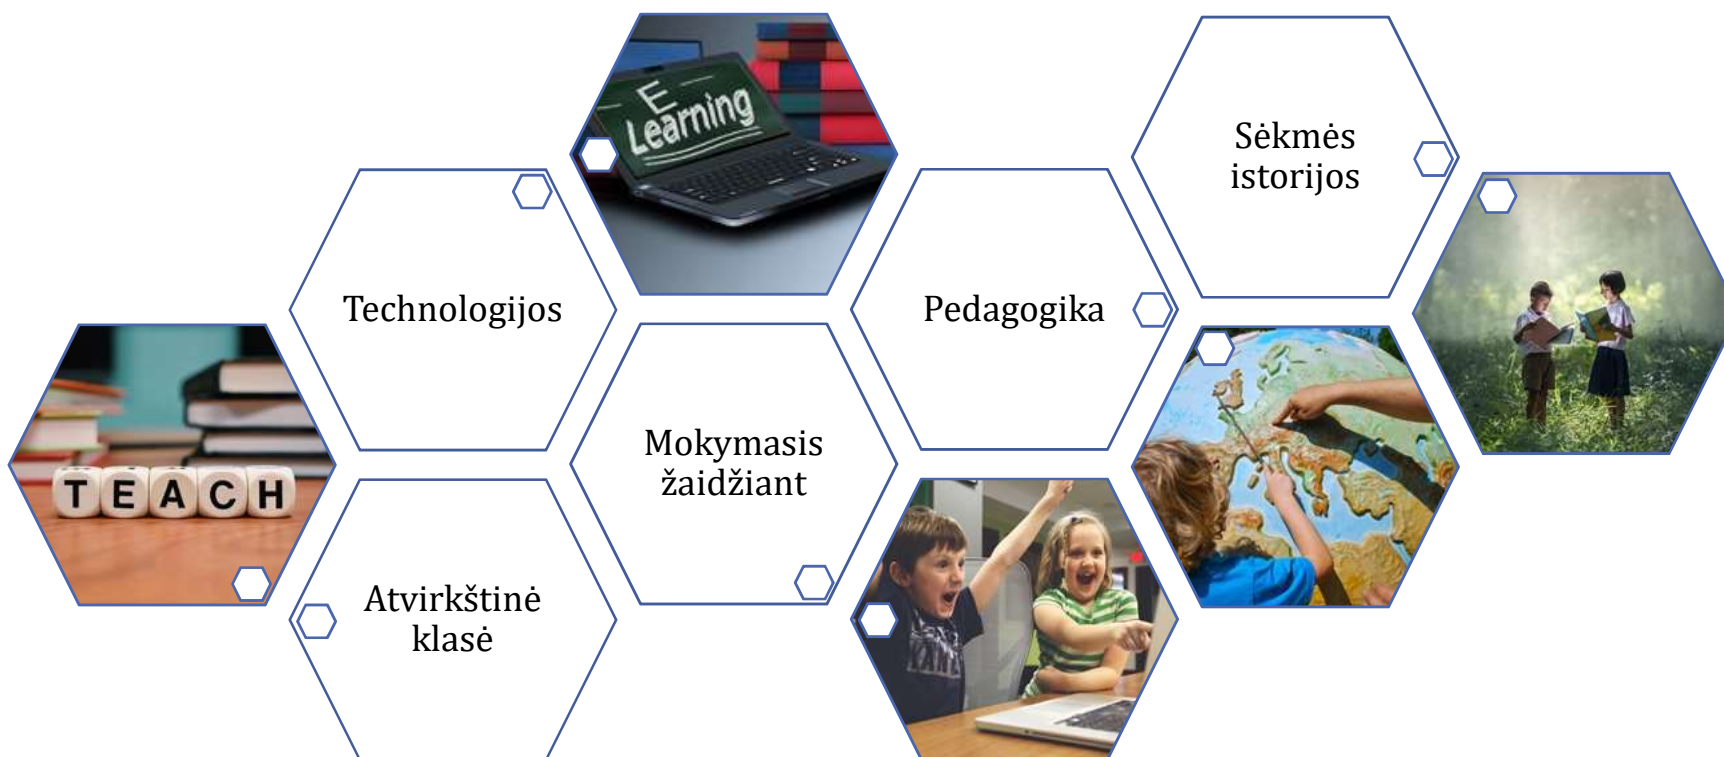 E
Learning
Sėkmės
istorijos
Technologijos
Pedagogika
Mokymasis
žaidžiant
TEACH
Atvirkštinė
klasė